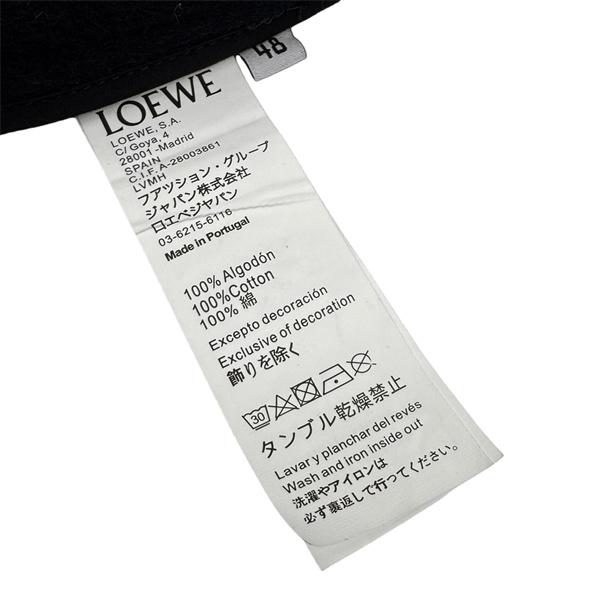 48
LOEWE
LOEWE, S.A.
C/ Goya, 4
28001-Madrid
SPAIN
C.I.F. A-28003861
LVMH
ファツション・グループ
ジャパン株式会社
口エベジャパン
03-6215-6116
Made in Portugal
100% Algodón
100%Cotton
100% 綿
Excepto decoración
Exclusive of decoration
飾りを除く
30
タンブル乾燥禁止
Lavar y planchar del revés
Wash and iron inside out
洗濯やアイロンは
必ず裏返しで行ってください。